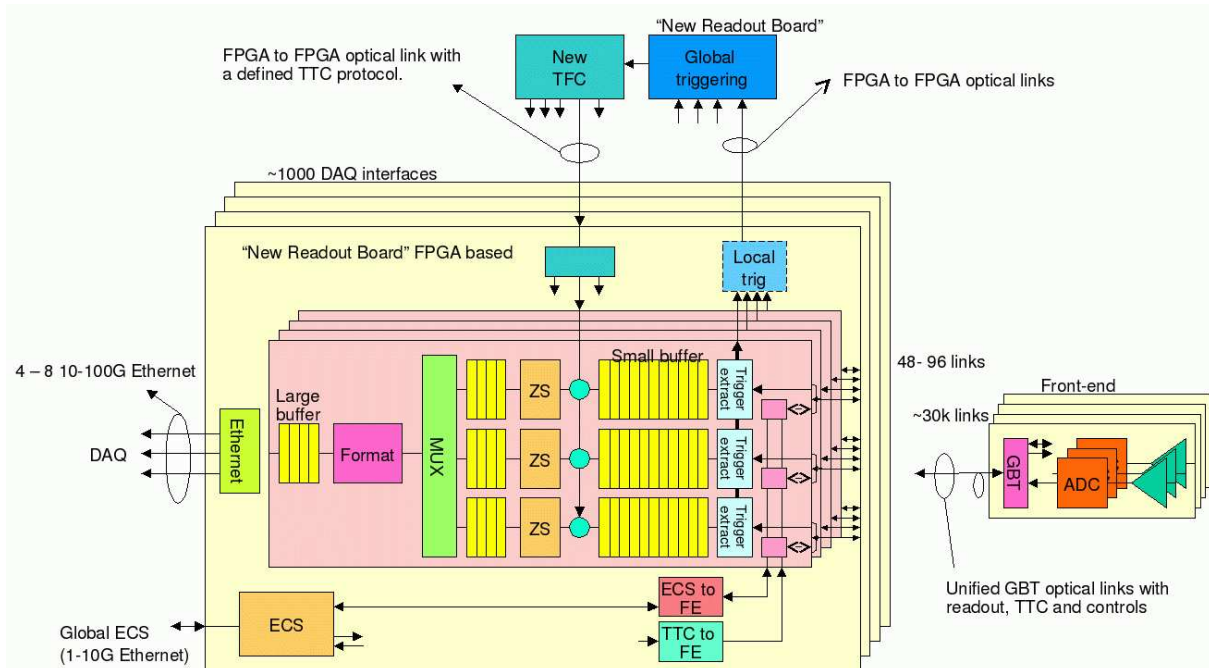 “New Readout Board”
FPGA to FPGA optical link with
a defined TTC protocol.
New
TFC
Global
triggering
FPGA to FPGA optical links
~1000 DAQ interfaces
“New Readout Board” FPGA based
Local
trig
4 – 8 10-100G Ethernet
DAQ
Ethernet
Large
buffer
Format
MUX
ZS
ZS
ZS
Small buffer
Trigger
extract
Trigger
extract
Trigger
extract
48- 96 links
Front-end
~30k links
GBT
ADC
Unified GBT optical links with
readout, TTC and controls
ECS to
FE
TTC to
FE
ECS
Global ECS
(1-10G Ethernet)